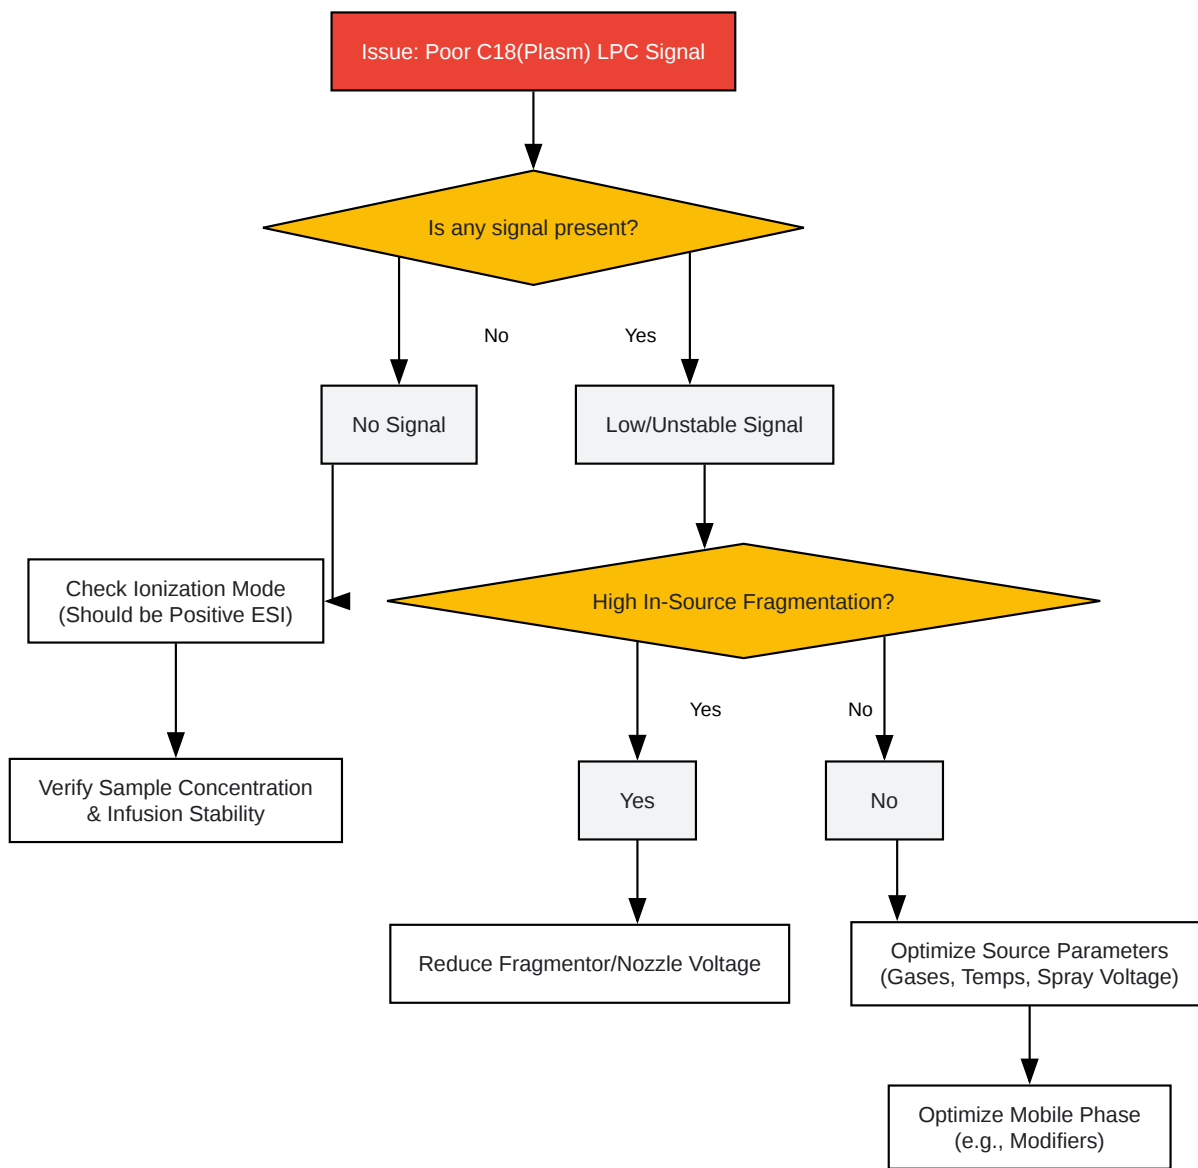 Issue: Poor C18(Plasm) LPC Signal
Is any signal present?
No
Yes
No Signal
Low/Unstable Signal
Check Ionization Mode
(Should be Positive ESI)
High In-Source Fragmentation?
Yes
No
Verify Sample Concentration
& Infusion Stability
Yes
No
Reduce Fragmentor/Nozzle Voltage
Optimize Source Parameters
(Gases, Temps, Spray Voltage)
Optimize Mobile Phase
(e.g., Modifiers)